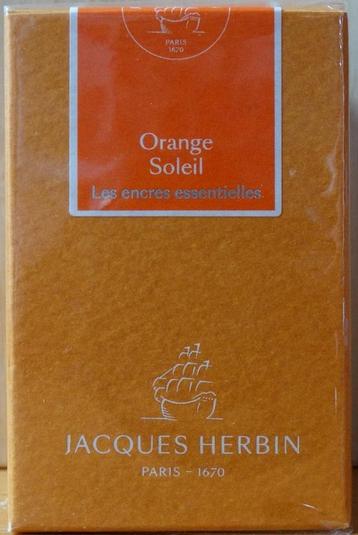 PARIS
1670
Orange
Soleil
Les encres essentielles
JACQUES HERBIN
PARIS – 1670